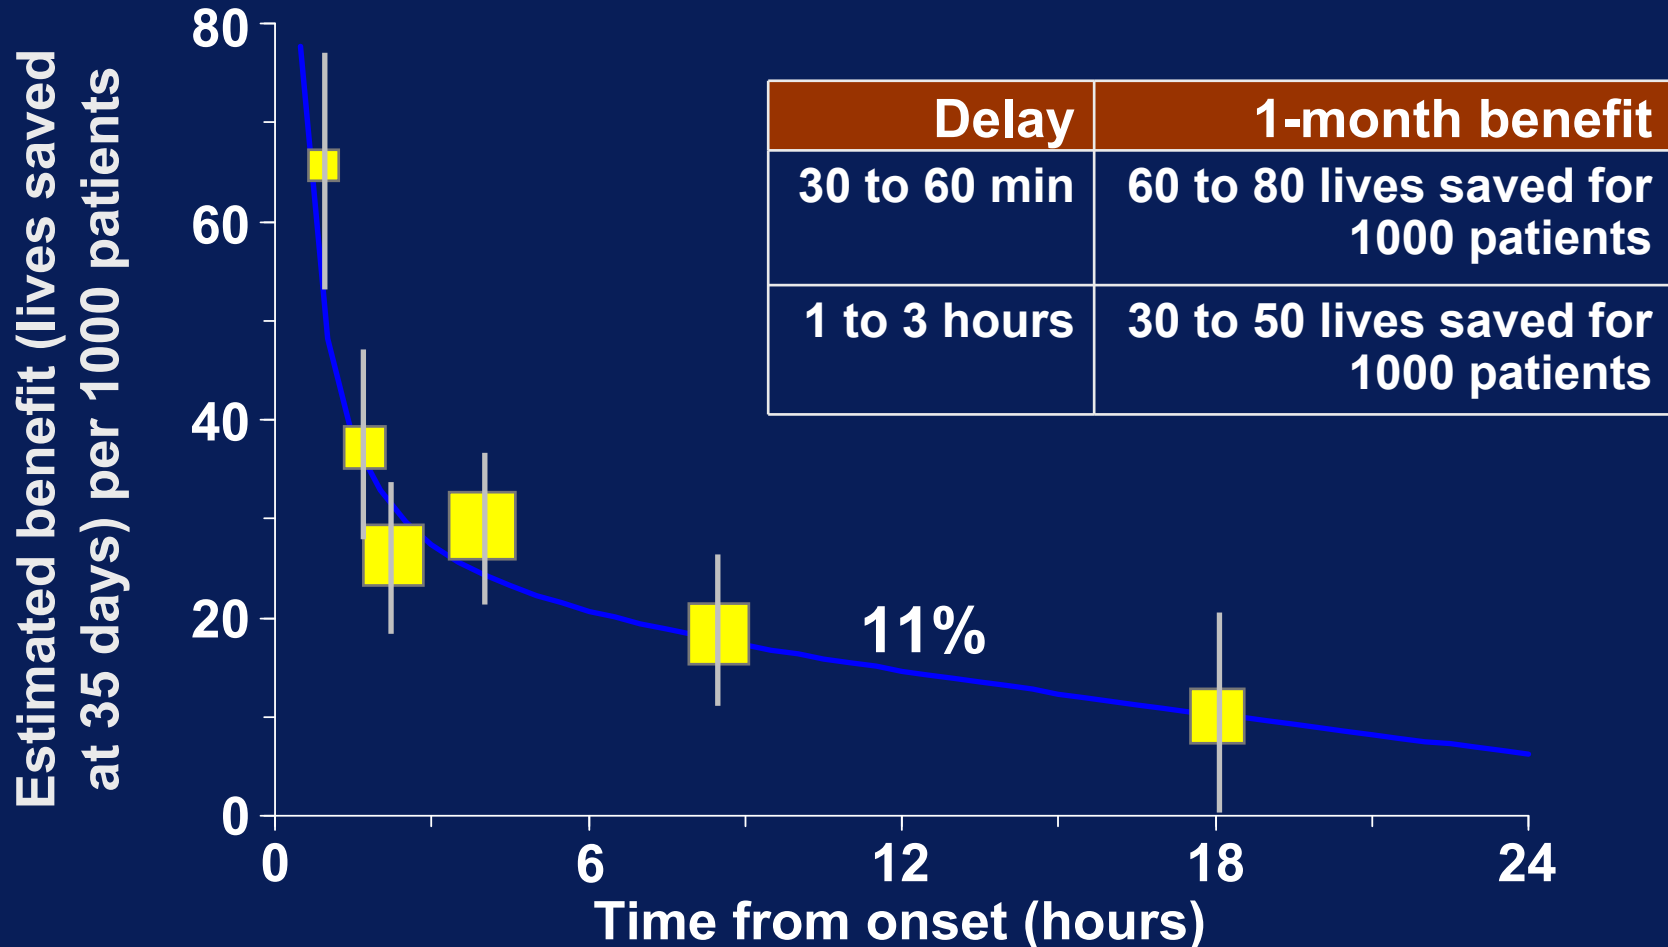 Estimated benefit (lives saved
at 35 days) per 1000 patients
80
60
40
20
0
Delay 1-month benefit
30 to 60 min 60 to 80 lives saved for
1000 patients
1 to 3 hours 30 to 50 lives saved for
1000 patients
11%
0 6 12 18 24
Time from onset (hours)